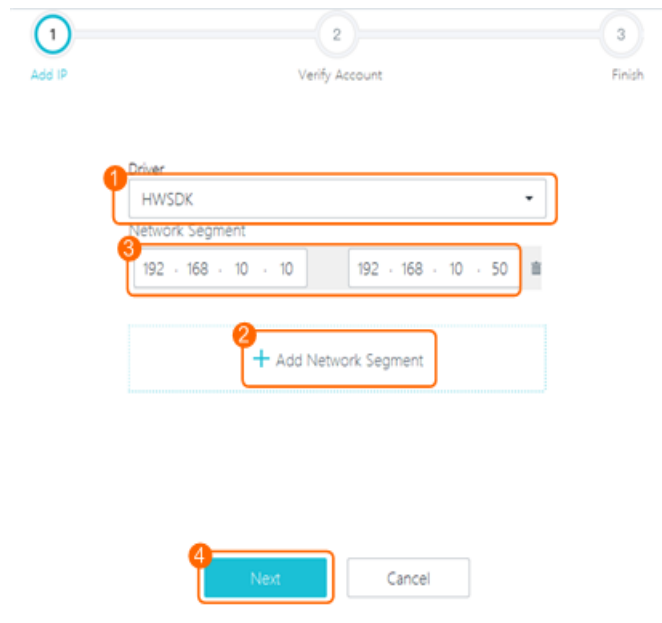 1 2 3
Add IP Verify Account Finish
Driver
1
HWSDK
Network Segment
3
192 . 168 . 10 . 10 192 . 168 . 10 . 50
2
+ Add Network Segment
4
Next Cancel